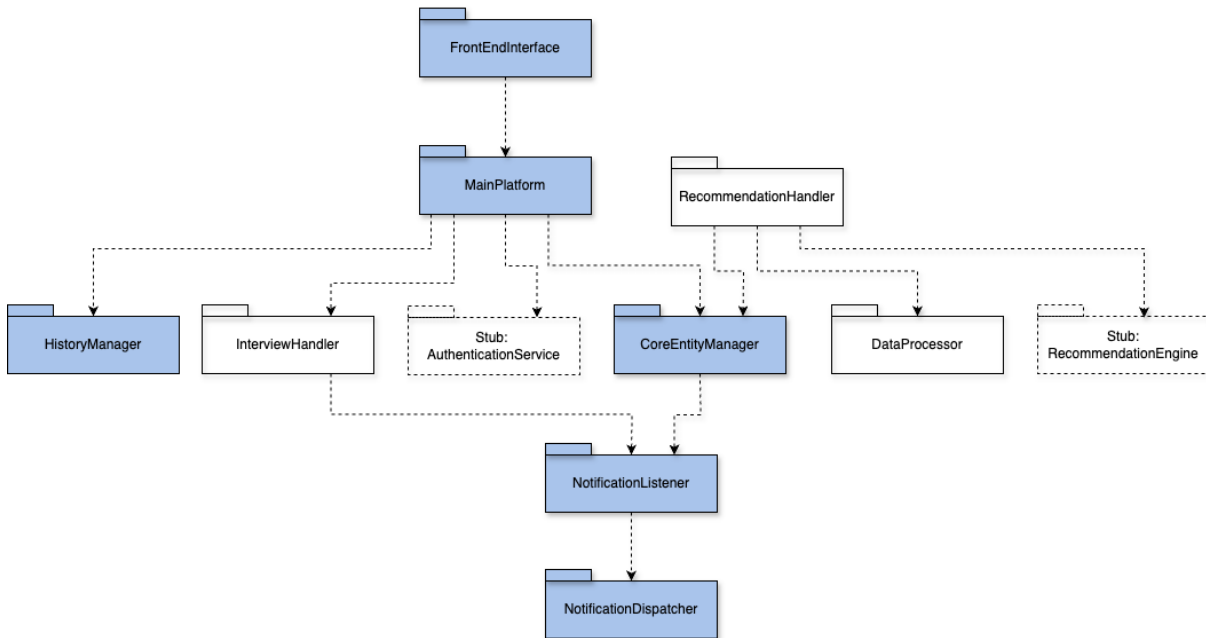 FrontEndInterface
MainPlatform
RecommendationHandler
HistoryManager
InterviewHandler
Stub:
AuthenticationService
CoreEntityManager
DataProcessor
Stub:
RecommendationEngine
NotificationListener
NotificationDispatcher